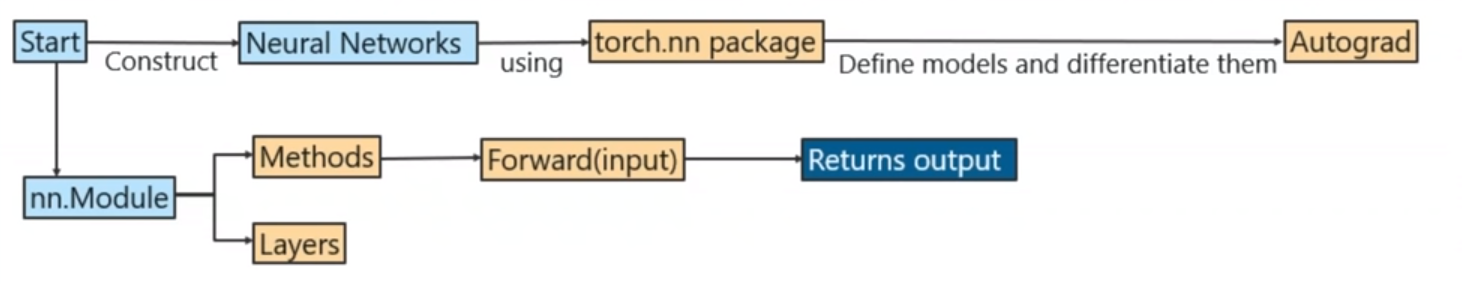 Start
Construct
Neural Networks
using
torch.nn package
Define models and differentiate them
Autograd
nn.Module
Methods
Forward(input)
Returns output
Layers